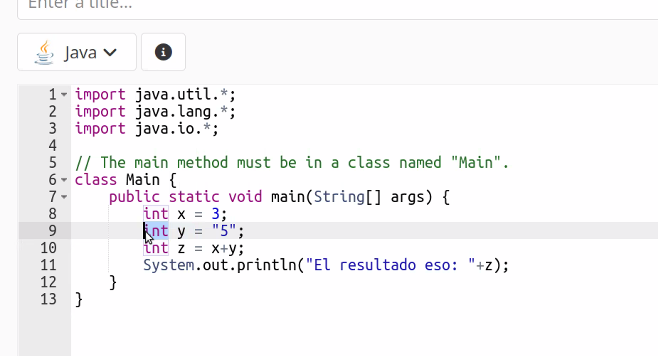 Enter a title...
Java
1 import java.util.*;
2 import java.lang.*;
3 import java.io.*;
4
5 // The main method must be in a class named "Main".
6 class Main {
7     public static void main(String[] args) {
8         int x = 3;
9         int y = "5";
10         int z = x+y;
11         System.out.println("El resultado eso: "+z);
12     }
13 }